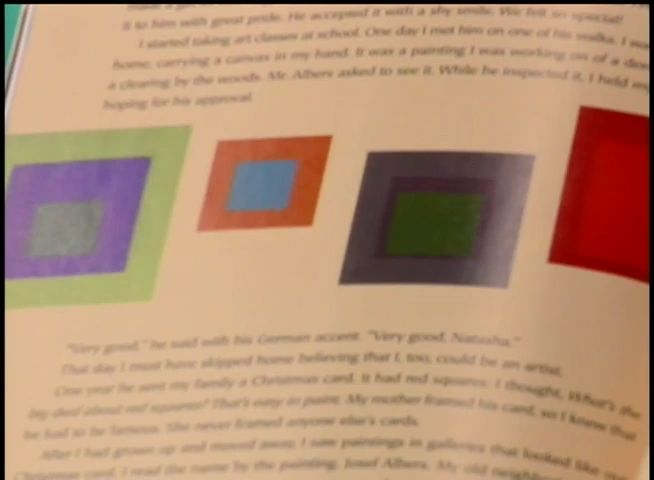 it to him with great pride. He accepted it with a shy smile. We felt so special!
I started taking art classes at school. One day I met him on one of his walks. I was
home, carrying a canvas in my hand. It was a painting I was working on of a
a clearing by the woods. Mr. Albers asked to see it. While he inspected it, I held my
hoping for his approval.
"Very good," he said with his German accent. "Very good, Natasha."
That day I must have skipped home believing that I, too, could be an artist.
One year he sent my family a Christmas card. It had red squares. I thought, What's the
big deal about red squares? That's easy to paint. My mother framed his card, so I knew that
he had to be famous. She never framed anyone else's cards.
After I had grown up and moved away, I saw paintings in galleries that looked like our
Christmas card. I read the name by the painting, Josef Albers. My old